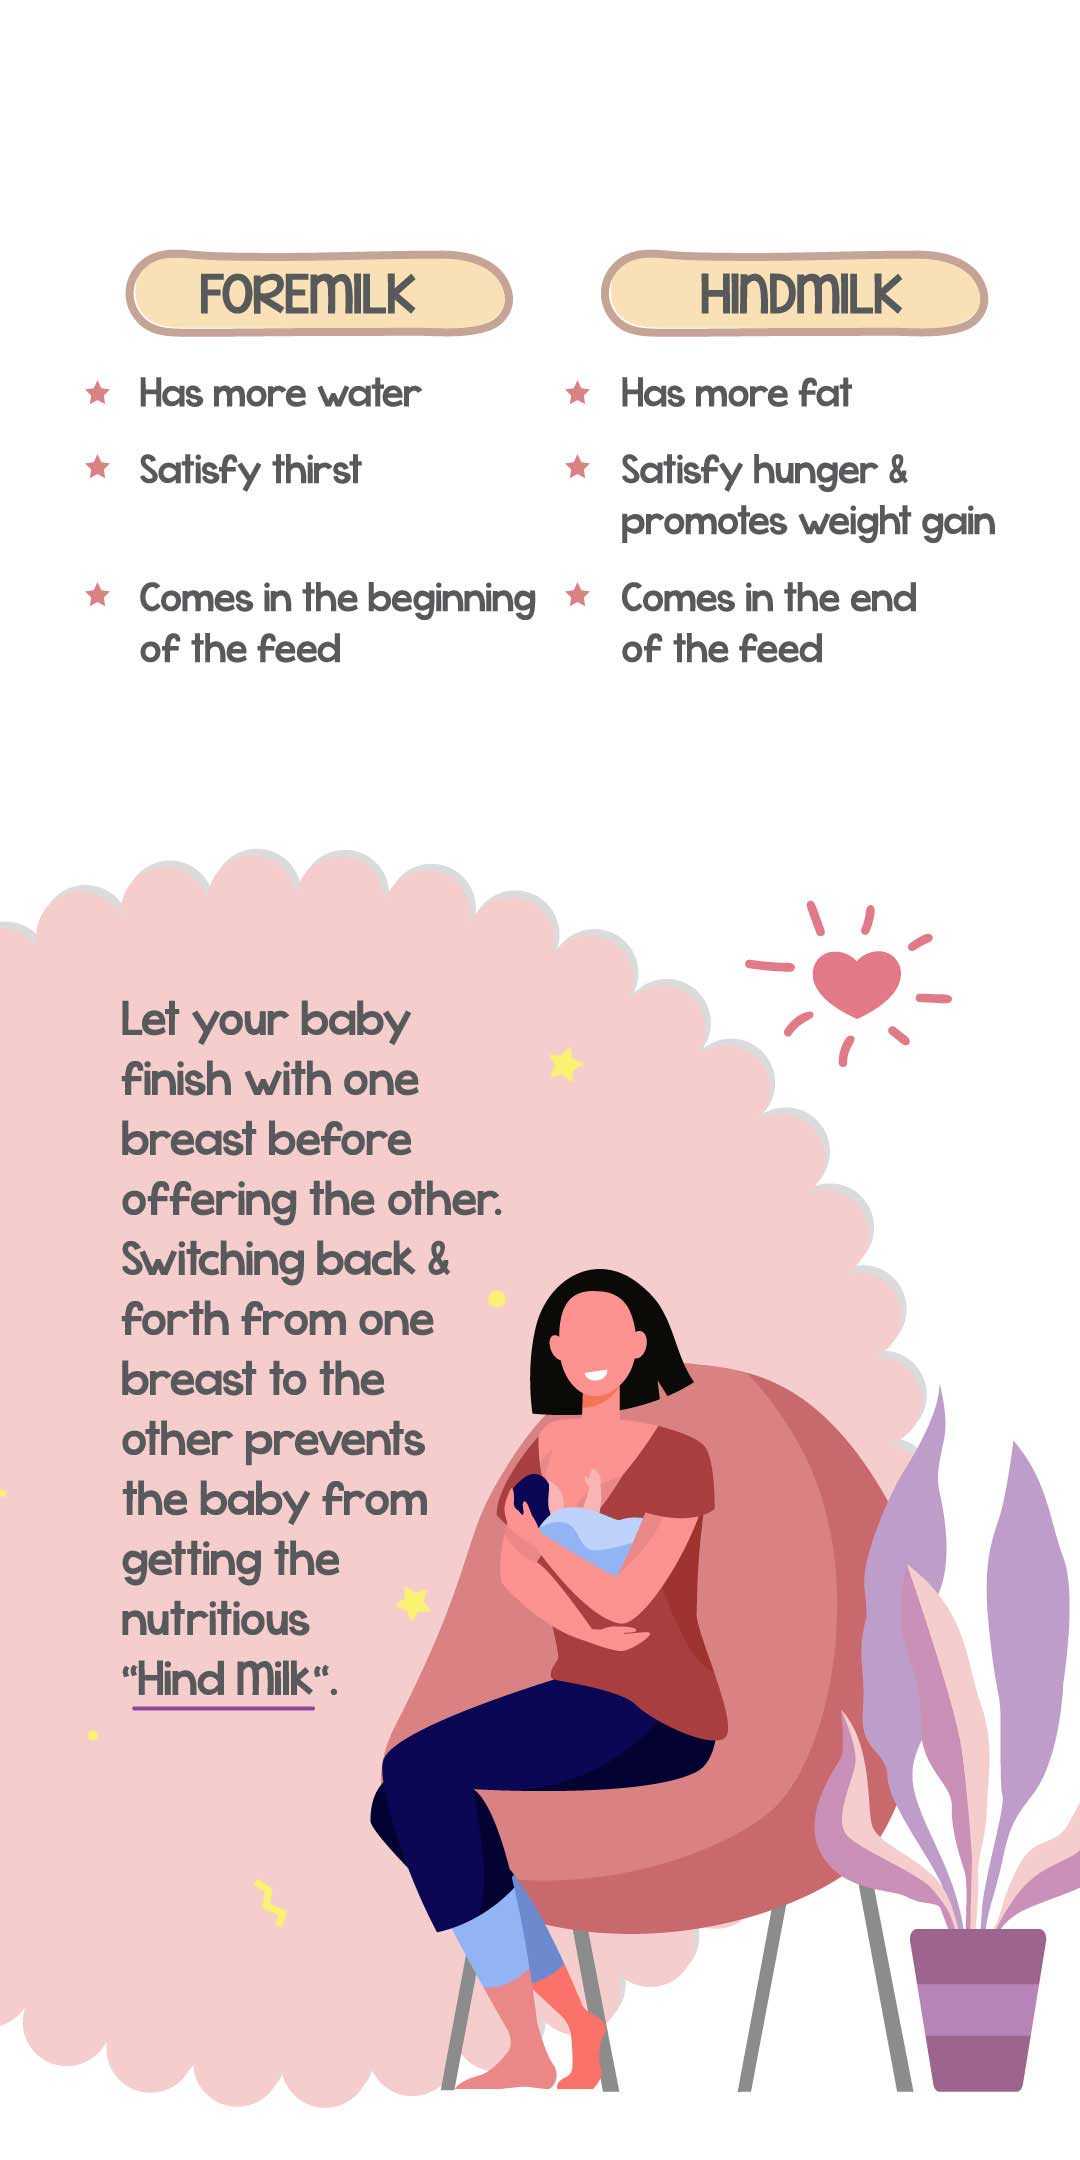 FOREMILK
Has more water
Satisfy thirst
Comes in the beginning
of the feed
HINDMILK
Has more fat
Satisfy hunger &
promotes weight gain
Comes in the end
of the feed
Let your baby
finish with one
breast before
offering the other.
Switching back &
forth from one
breast to the
other prevents
the baby from
getting the
nutritious
“Hind Milk“.